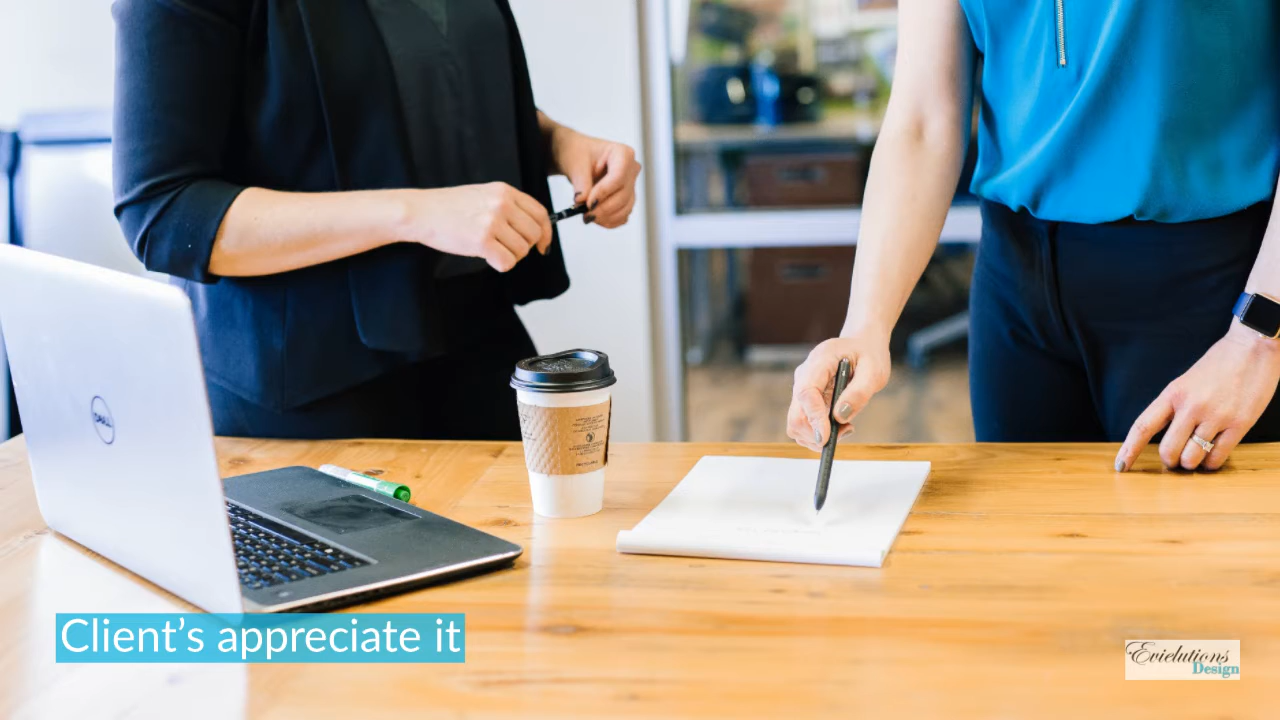 DELL
Client’s appreciate it
Evielutions
Design